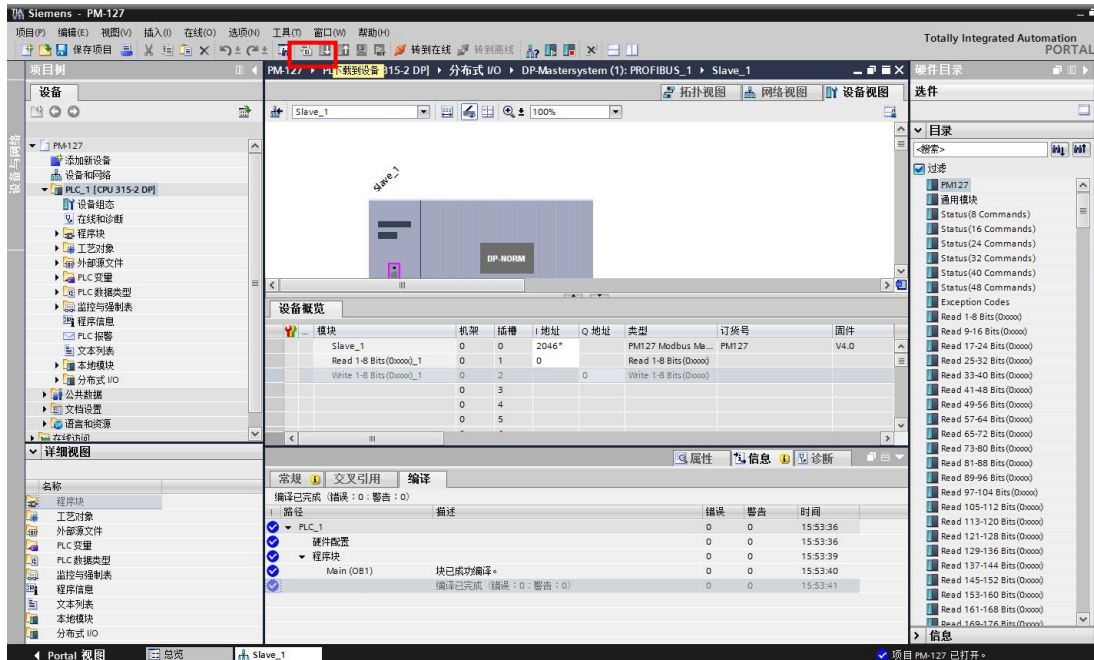 Siemens - PM-127
项目(P) 编辑(E) 视图(V) 插入(I) 在线(O) 选项(N) 工具(T) 窗口(W) 帮助(H)
保存项目 转到在线 转到离线
Totally Integrated Automation
PORTAL
项目树
设备
PM-127
添加新设备
设备和网络
PLC_1 [CPU 315-2 DP]
设备组态
在线和诊断
程序块
工艺对象
外部源文件
PLC 变量
PLC 数据类型
监控与强制表
程序信息
PLC 报警
文本列表
本地模块
分布式 I/O
公共数据
文档设置
语言和资源
在线访问
设备与网络
详细视图
名称
程序块
工艺对象
外部源文件
PLC 变量
PLC 数据类型
监控与强制表
程序信息
文本列表
本地模块
分布式 I/O
PM-127 ▸ PL 下载到设备 315-2 DP] ▸ 分布式 I/O ▸ DP-Mastersystem (1): PROFIBUS_1 ▸ Slave_1
拓扑视图 网络视图 设备视图
Slave_1 100%
Slave_1
DP-NORM
设备概览
... 模块 机架 插槽 I 地址 Q 地址 类型 订货号 固件
Slave_1 0 0 2046* PM127 Modbus Ma... PM127 V4.0
Read 1-8 Bits(0xxxx)_1 0 1 0 Read 1-8 Bits(0xxxx)
Write 1-8 Bits(0xxxx)_1 0 2 0 Write 1-8 Bits(0xxxx)
0 3
0 4
0 5
属性 信息 诊断
常规 交叉引用 编译
编译已完成（错误：0；警告：0）
! 路径 描述 错误 警告 时间
PLC_1 0 0 15:53:36
硬件配置 0 0 15:53:36
程序块 0 0 15:53:39
Main (OB1) 块已成功编译。 0 0 15:53:40
编译已完成（错误：0；警告：0） 0 0 15:53:41
硬件目录
选件
目录
<搜索>
过滤
PM127
通用模块
Status(8 Commands)
Status(16 Commands)
Status(24 Commands)
Status(32 Commands)
Status(40 Commands)
Status(48 Commands)
Exception Codes
Read 1-8 Bits(0xxxx)
Read 9-16 Bits(0xxxx)
Read 17-24 Bits(0xxxx)
Read 25-32 Bits(0xxxx)
Read 33-40 Bits(0xxxx)
Read 41-48 Bits(0xxxx)
Read 49-56 Bits(0xxxx)
Read 57-64 Bits(0xxxx)
Read 65-72 Bits(0xxxx)
Read 73-80 Bits(0xxxx)
Read 81-88 Bits(0xxxx)
Read 89-96 Bits(0xxxx)
Read 97-104 Bits(0xxxx)
Read 105-112 Bits(0xxxx)
Read 113-120 Bits(0xxxx)
Read 121-128 Bits(0xxxx)
Read 129-136 Bits(0xxxx)
Read 137-144 Bits(0xxxx)
Read 145-152 Bits(0xxxx)
Read 153-160 Bits(0xxxx)
Read 161-168 Bits(0xxxx)
Read 169-176 Bits(0xxxx)
信息
Portal 视图 总览 Slave_1 项目 PM-127 已打开。